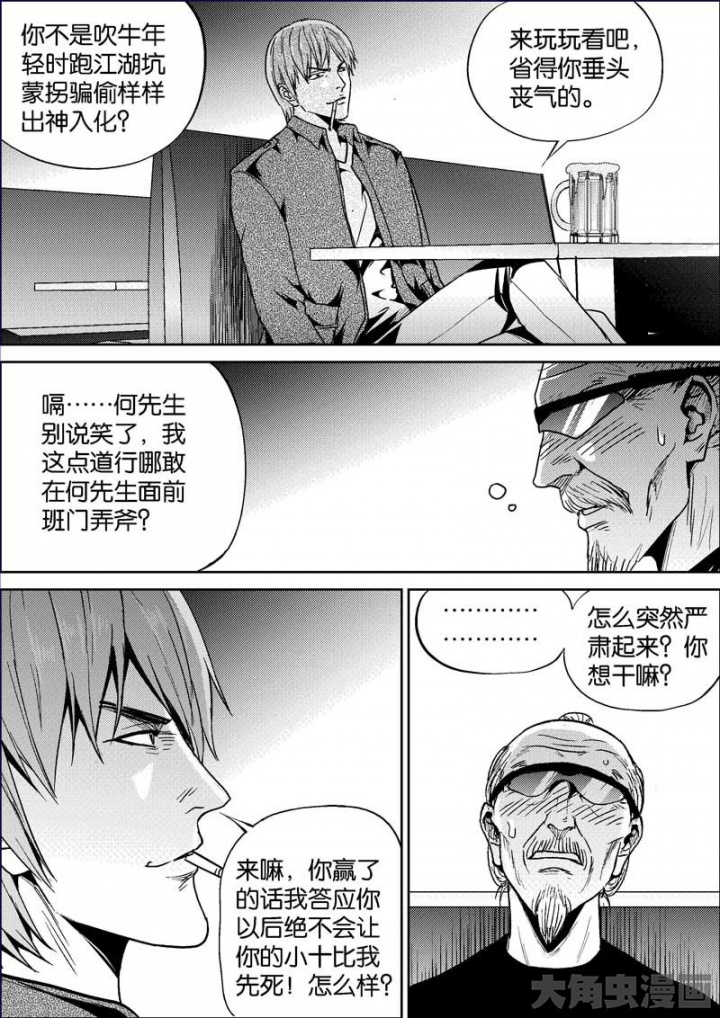 你不是吹牛年
轻时跑江湖坑
蒙拐骗偷样样
出神入化？
来玩玩看吧，
省得你垂头
丧气的。
嗝……何先生
别说笑了，我
这点道行哪敢
在何先生面前
班门弄斧？
来嘛，你赢了
的话我答应你
以后绝不会让
你的小十比我
先死！怎么样？
…………
…………
怎么突然严
肃起来？你
想干嘛？
大角虫漫画